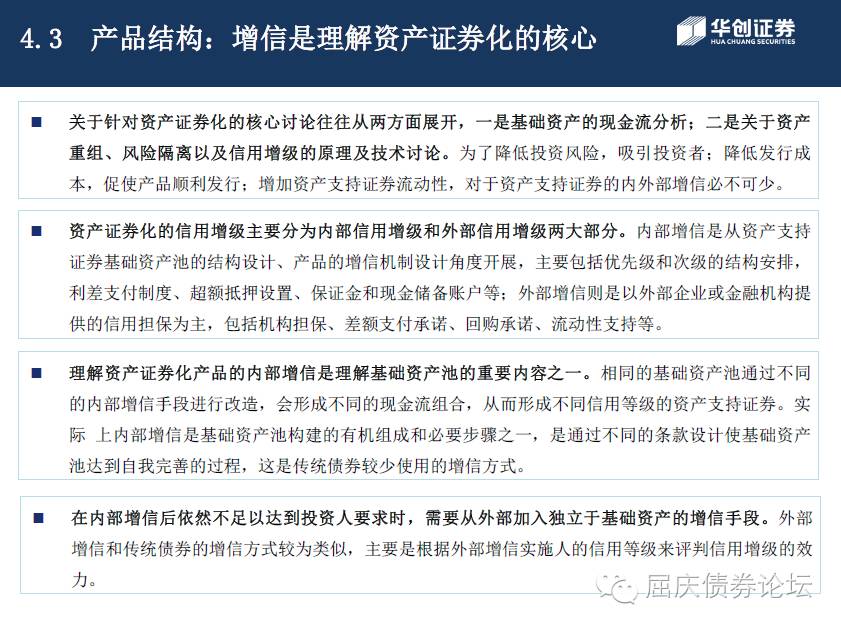 4.3 产品结构：增信是理解资产证券化的核心
华创证券
HUA CHUANG SECURITIES
■ 关于针对资产证券化的核心讨论往往从两方面展开，一是基础资产的现金流分析；二是关于资产
重组、风险隔离以及信用增级的原理及技术讨论。为了降低投资风险，吸引投资者；降低发行成
本，促使产品顺利发行；增加资产支持证券流动性，对于资产支持证券的内外部增信必不可少。
■ 资产证券化的信用增级主要分为内部信用增级和外部信用增级两大部分。内部增信是从资产支持
证券基础资产池的结构设计、产品的增信机制设计角度开展，主要包括优先级和次级的结构安排，
利差支付制度、超额抵押设置、保证金和现金储备账户等；外部增信则是以外部企业或金融机构提
供的信用担保为主，包括机构担保、差额支付承诺、回购承诺、流动性支持等。
■ 理解资产证券化产品的内部增信是理解基础资产池的重要内容之一。相同的基础资产池通过不同
的内部增信手段进行改造，会形成不同的现金流组合，从而形成不同信用等级的资产支持证券。实
际 上内部增信是基础资产池构建的有机组成和必要步骤之一，是通过不同的条款设计使基础资产
池达到自我完善的过程，这是传统债券较少使用的增信方式。
■ 在内部增信后依然不足以达到投资人要求时，需要从外部加入独立于基础资产的增信手段。外部
增信和传统债券的增信方式较为类似，主要是根据外部增信实施人的信用等级来评判信用增级的效
力。
屈庆债券论坛